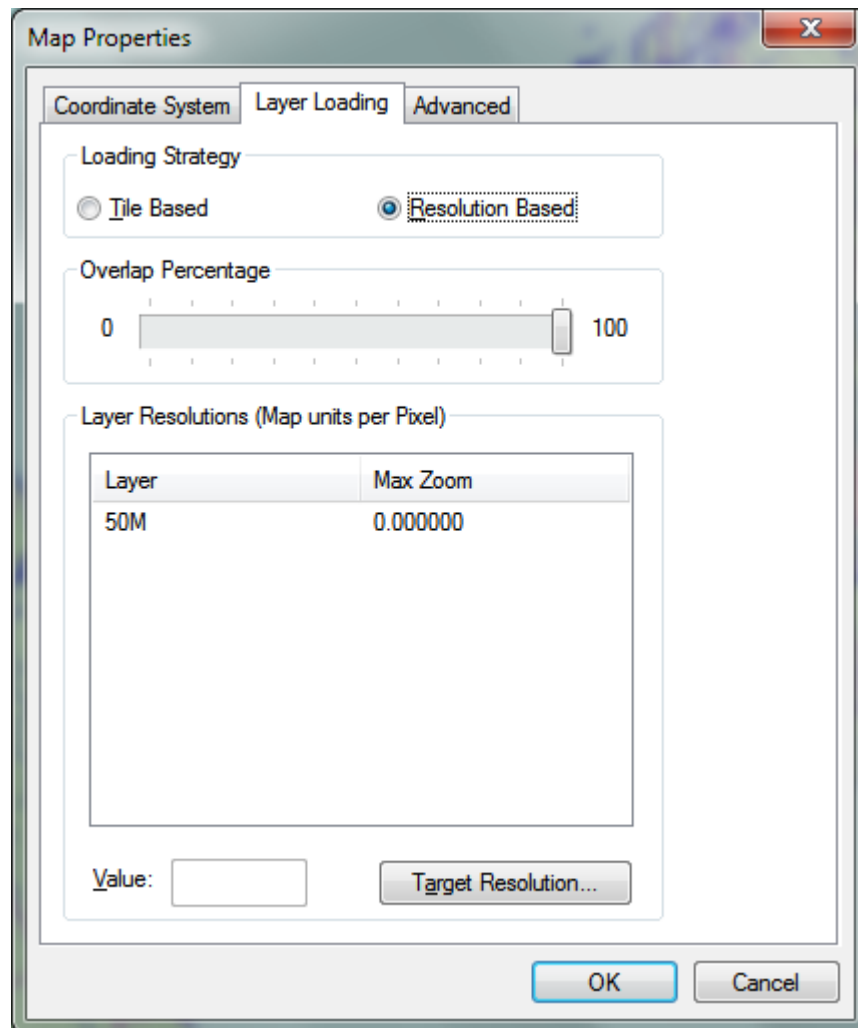 Map Properties
Coordinate System Layer Loading Advanced
Loading Strategy
Tile Based Resolution Based
Overlap Percentage
0 100
Layer Resolutions (Map units per Pixel)
Layer Max Zoom
50M 0.000000
Value: Target Resolution...
OK Cancel